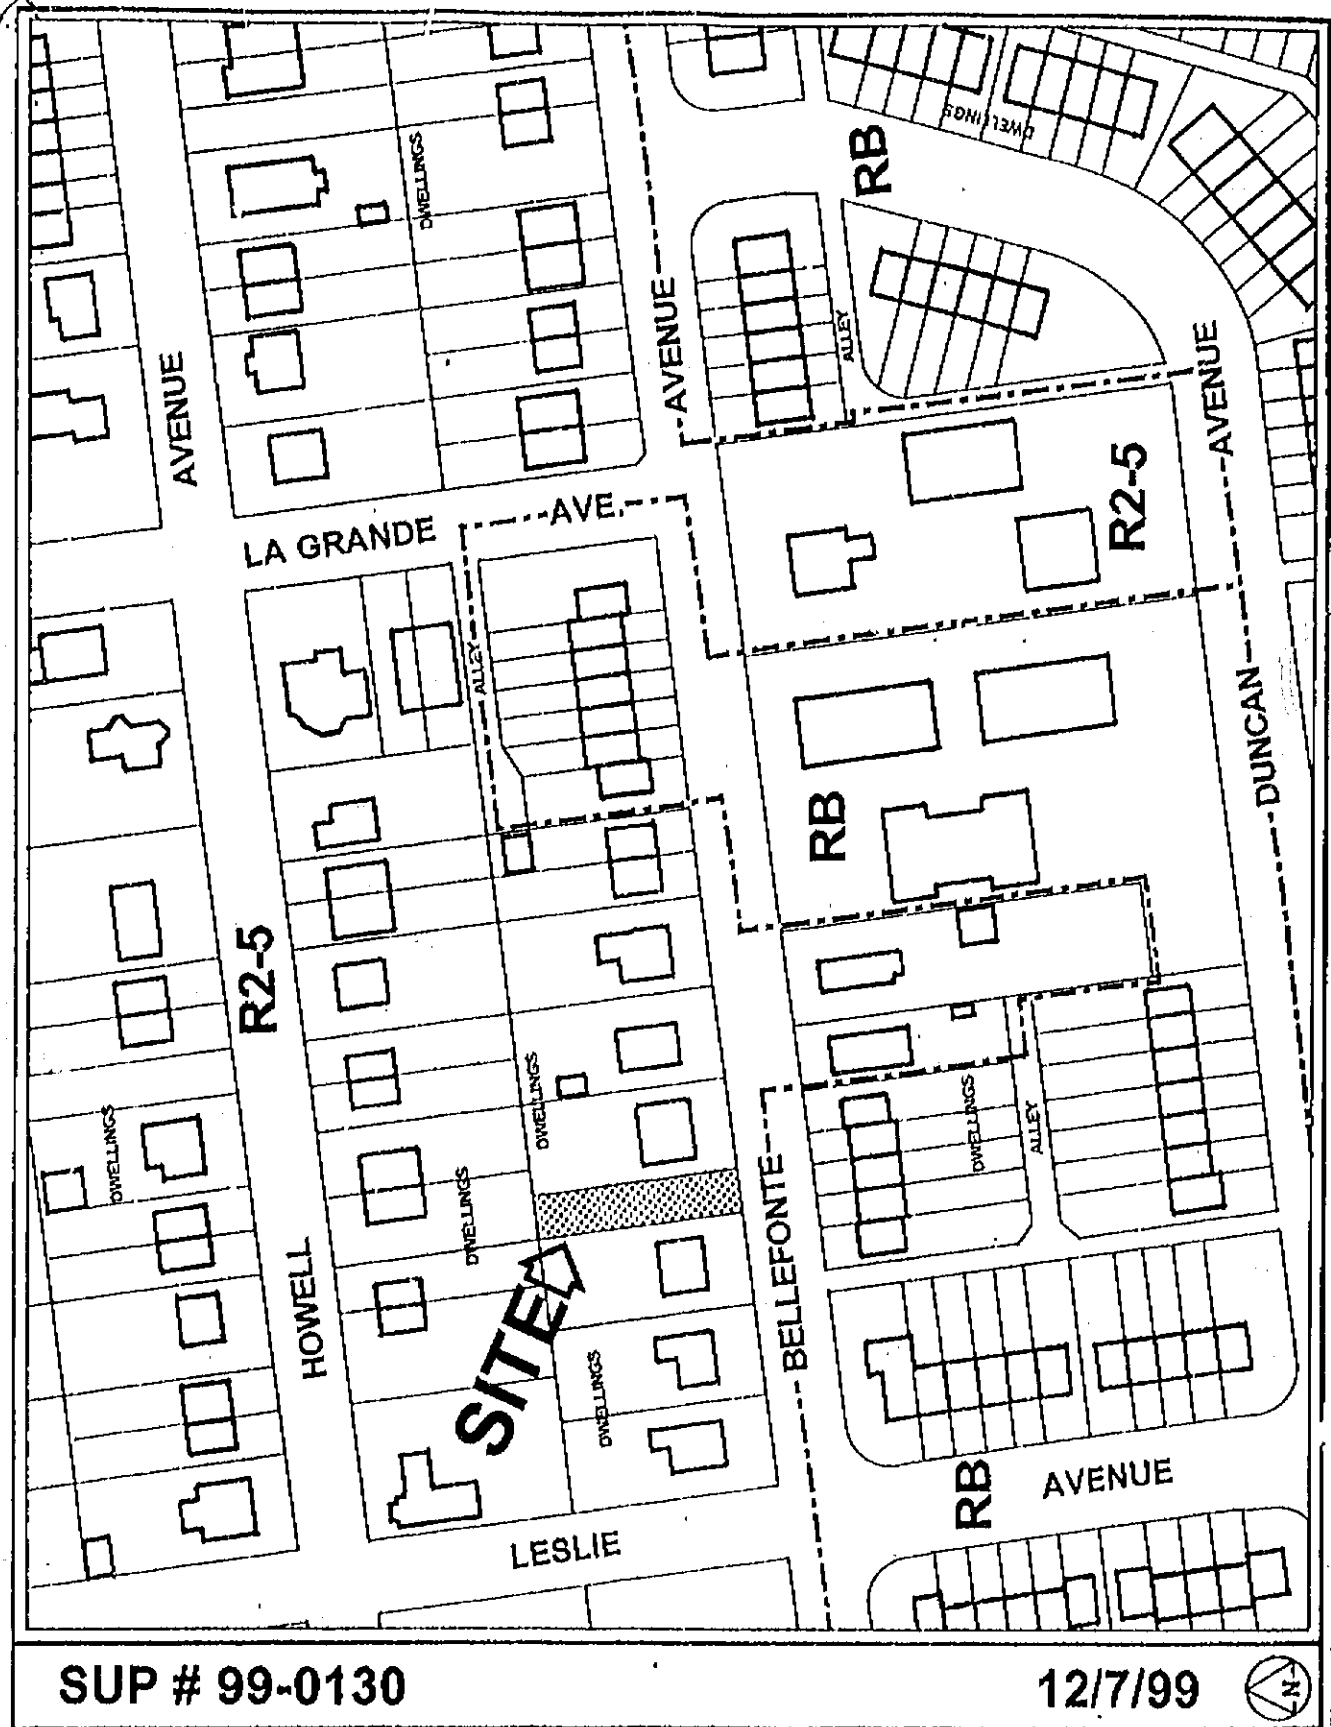 DWELLINGS
RB
DWELLINGS
AVENUE
AVENUE
ALLEY
AVENUE
LA GRANDE
AVE.
R2-5
ALLEY
DUNCAN
RB
R2-5
DWELLINGS
DWELLINGS
DWELLINGS
ALLEY
DWELLINGS
BELLEFONTE
HOWELL
SITE
DWELLINGS
RB
AVENUE
LESLIE
SUP # 99-0130
12/7/99
N